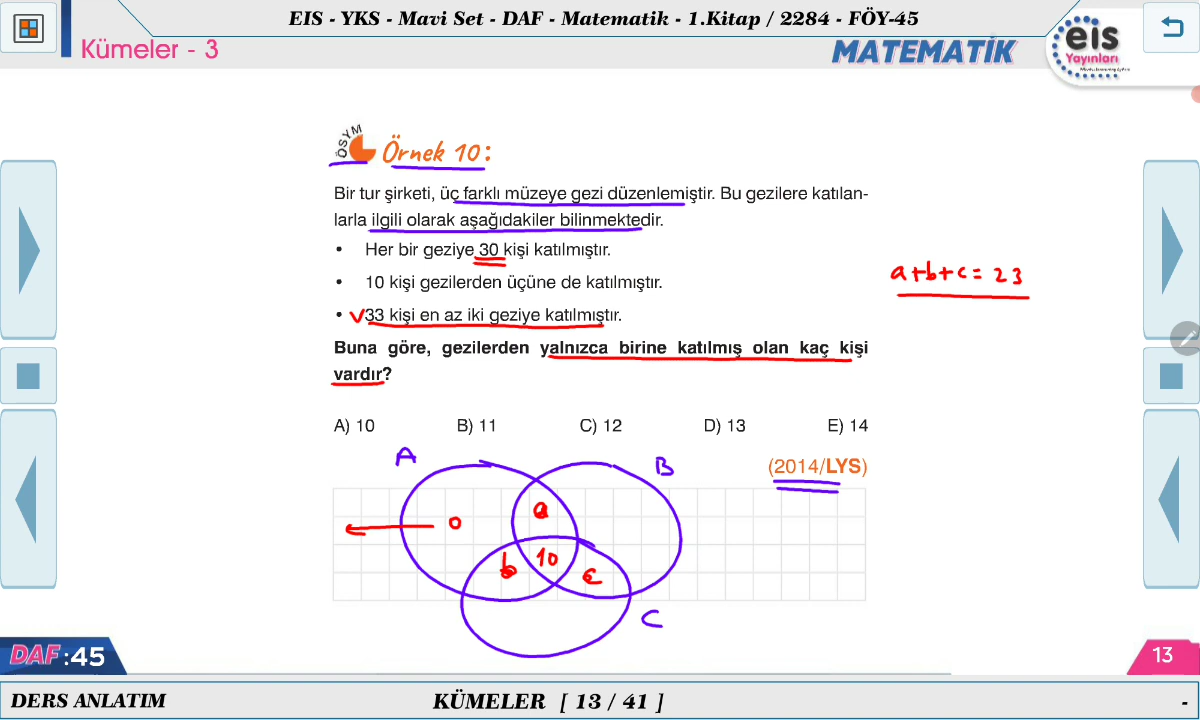 EIS - YKS - Mavi Set - DAF - Matematik - 1.Kitap / 2284 - FÖY-45
Kümeler - 3
MATEMATİK
eis
Yayınları
ÖSYM
Örnek 10:
Bir tur şirketi, üç farklı müzeye gezi düzenlemiştir. Bu gezilere katılan-
larla ilgili olarak aşağıdakiler bilinmektedir.
• Her bir geziye 30 kişi katılmıştır.
• 10 kişi gezilerden üçüne de katılmıştır.
• 33 kişi en az iki geziye katılmıştır.
Buna göre, gezilerden yalnızca birine katılmış olan kaç kişi
vardır?
a+b+c = 23
A) 10 B) 11 C) 12 D) 13 E) 14
(2014/LYS)
A
B
a
b
10
c
C
DAF :45
13
DERS ANLATIM
KÜMELER [ 13 / 41 ]
-